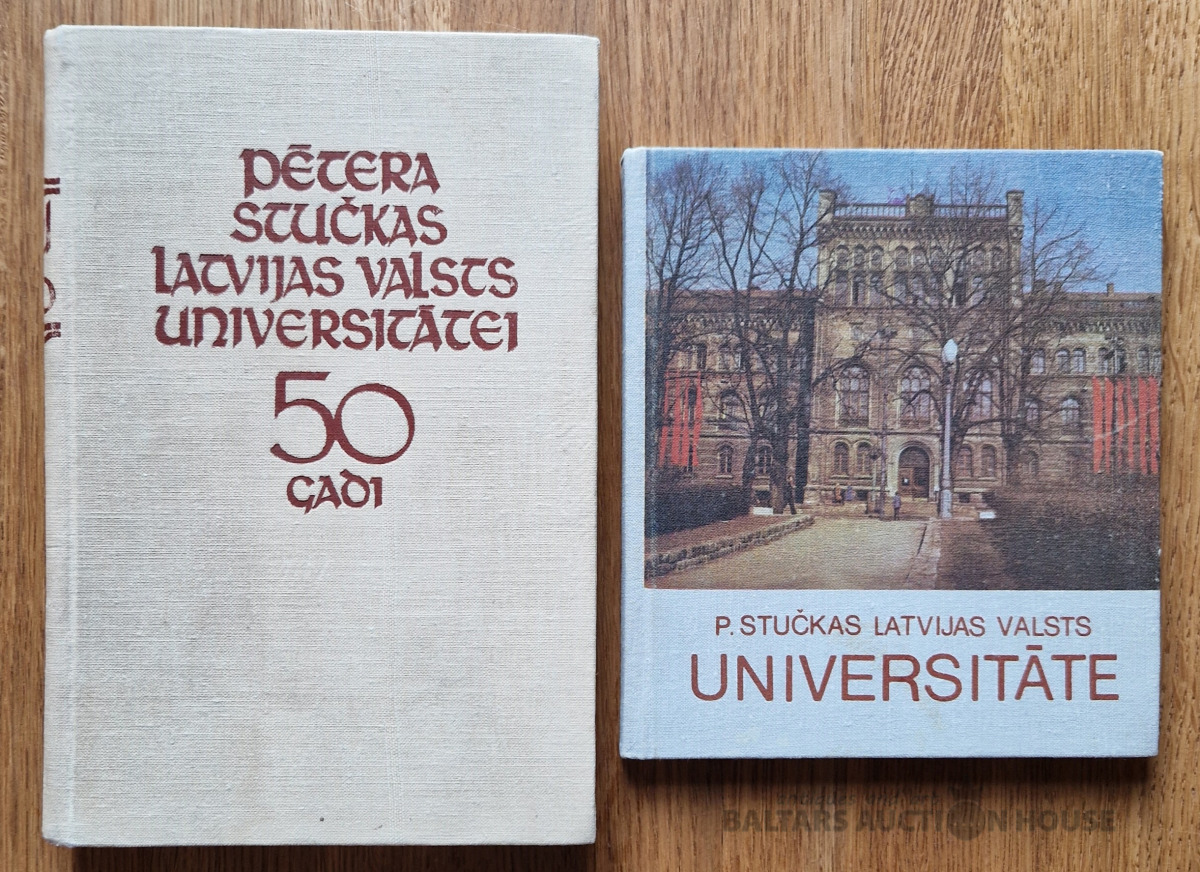 PĒTERA
STUČKAS
LATVIJAS VALSTS
UNIVERSITĀTEI
50
GADI
P. STUČKAS LATVIJAS VALSTS
UNIVERSITĀTE
BALTARS AUCTION HOUSE